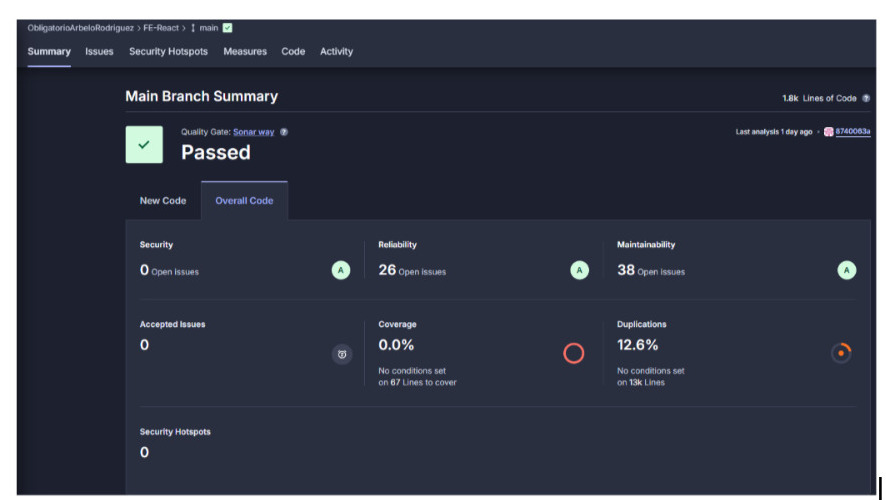 ObligatorioArbeloRodriguez > FE-React > main
Summary Issues Security Hotspots Measures Code Activity
Main Branch Summary
1.8k Lines of Code ?
Quality Gate: Sonar way ?
Passed
Last analysis 1 day ago • 8740063a
New Code Overall Code
Security
0 Open issues
A
Reliability
26 Open issues
A
Maintainability
38 Open issues
A
Accepted Issues
0
Coverage
0.0%
No conditions set
on 67 Lines to cover
Duplications
12.6%
No conditions set
on 13k Lines
Security Hotspots
0